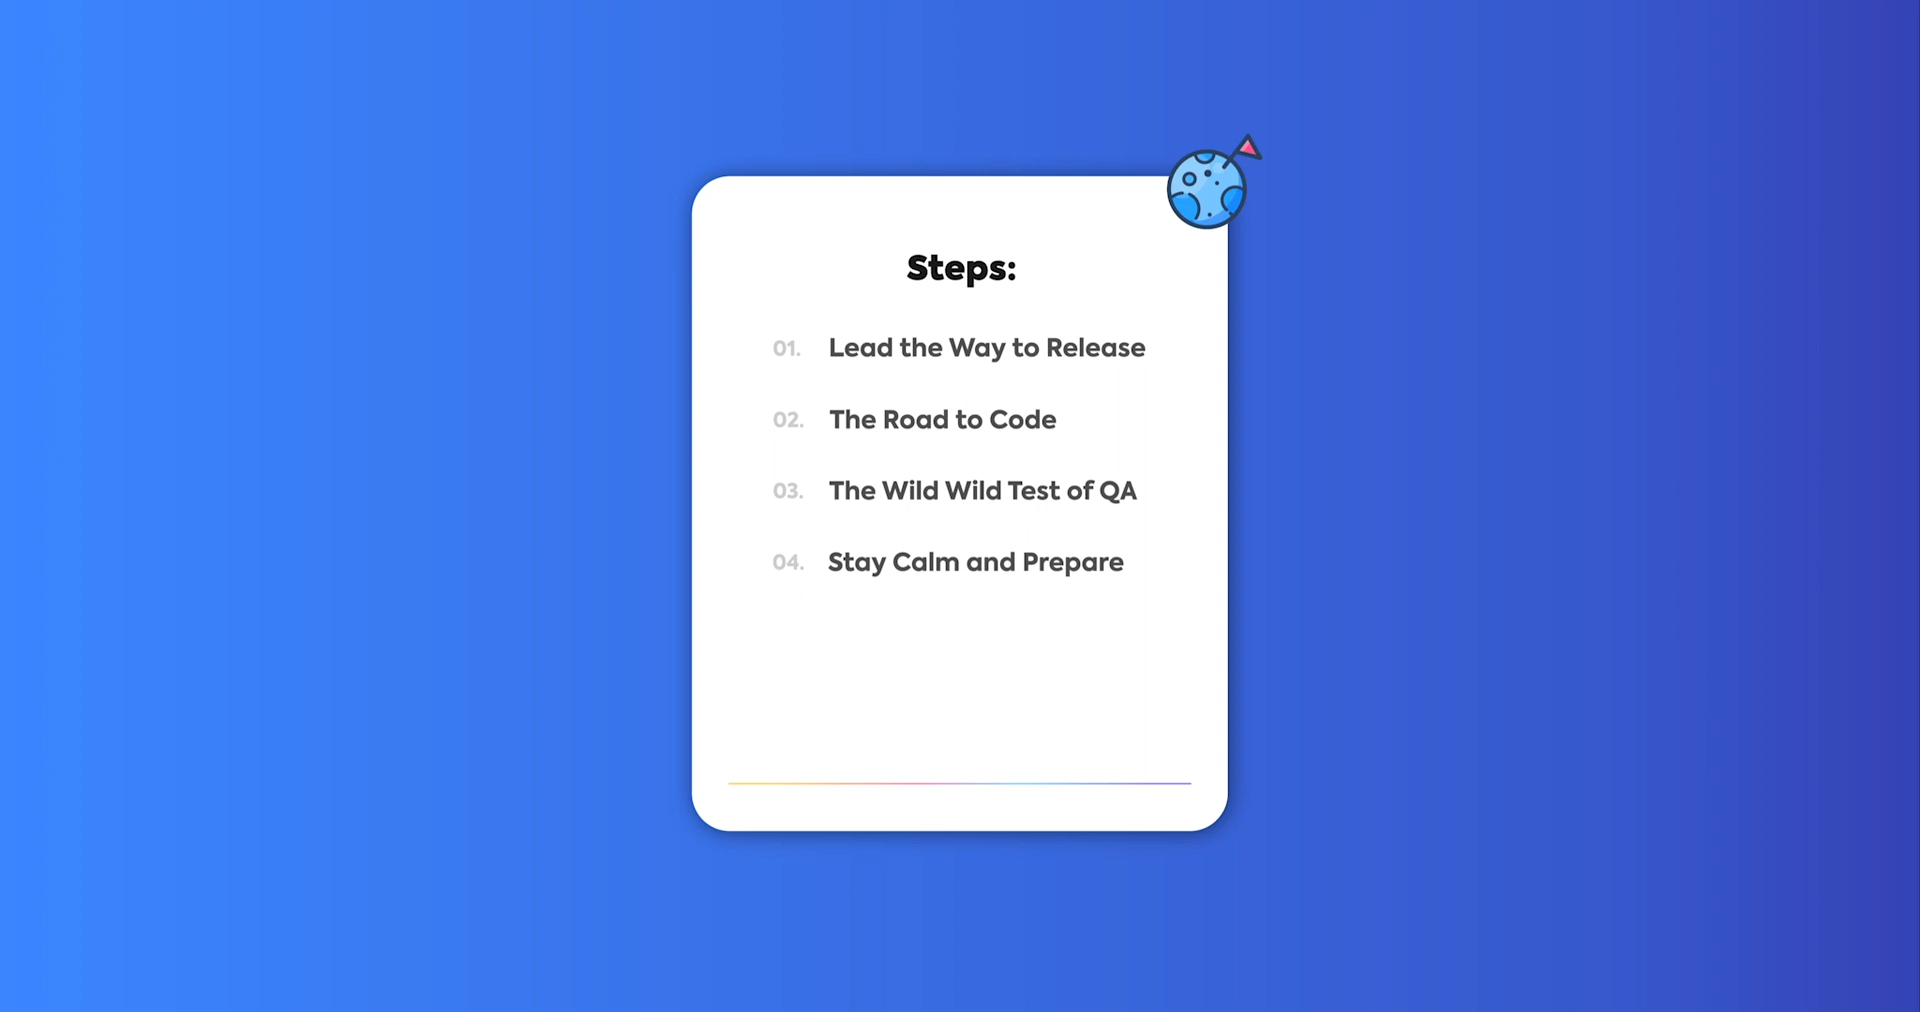 Steps:
01. Lead the Way to Release
02. The Road to Code
03. The Wild Wild Test of QA
04. Stay Calm and Prepare